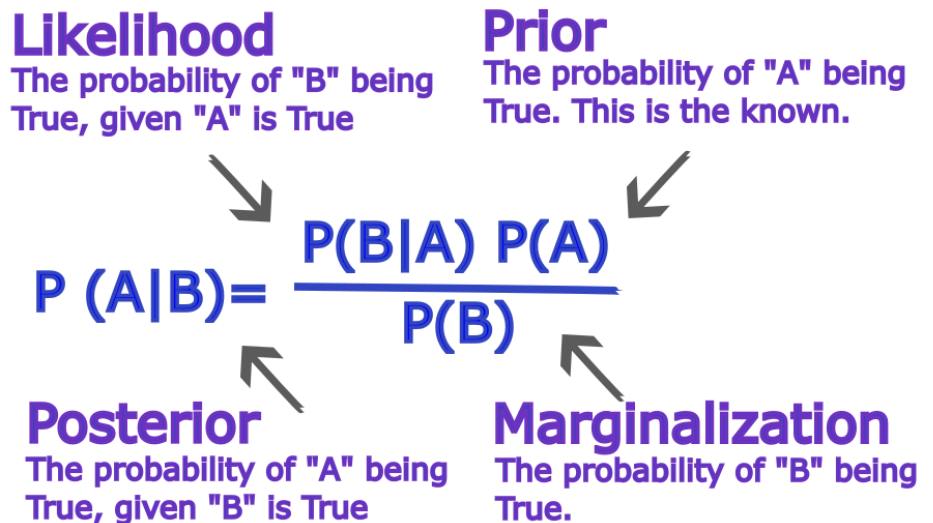 Likelihood
The probability of "B" being
True, given "A" is True
Prior
The probability of "A" being
True. This is the known.
P(B|A) P(A)
P (A|B)=
P(B)
Posterior
The probability of "A" being
True, given "B" is True
Marginalization
The probability of "B" being
True.